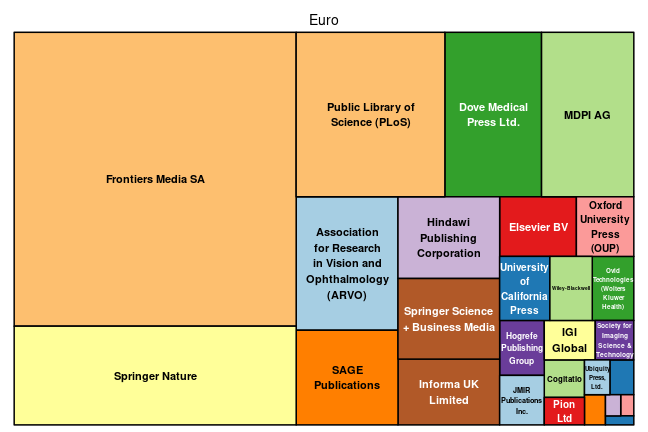 Euro
Frontiers Media SA
Springer Nature
Public Library of
Science (PLoS)
Dove Medical
Press Ltd.
MDPI AG
Association
for Research
in Vision and
Ophthalmology
(ARVO)
SAGE
Publications
Hindawi
Publishing
Corporation
Springer Science
+ Business Media
Informa UK
Limited
Elsevier BV
Oxford
University
Press
(OUP)
University
of
California
Press
Wiley-Blackwell
Ovid
Technologies
(Wolters
Kluwer
Health)
Hogrefe
Publishing
Group
JMIR
Publications
Inc.
IGI
Global
Society for
Imaging
Science &
Technology
Cogitatio
Pion
Ltd
Ubiquity
Press,
Ltd.